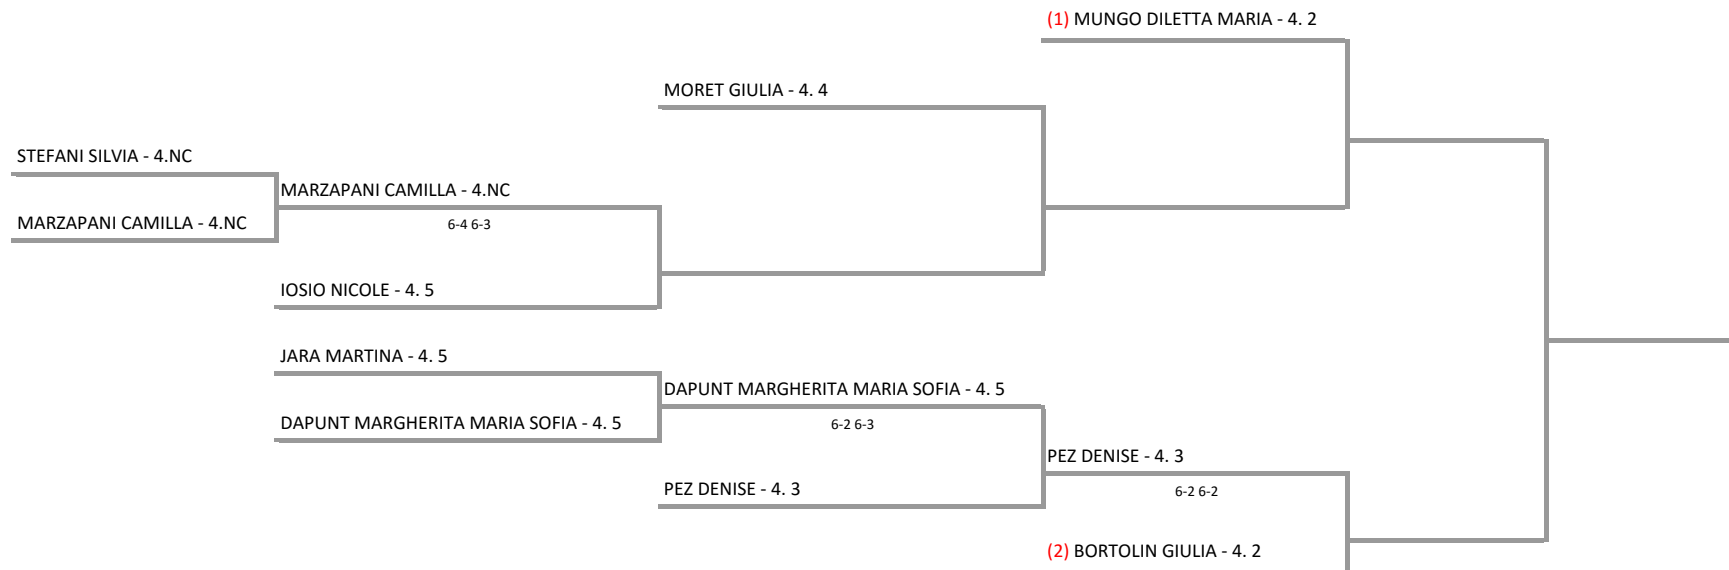 (1) MUNGO DILETTA MARIA - 4. 2
MORET GIULIA - 4. 4
STEFANI SILVIA - 4.NC
MARZAPANI CAMILLA - 4.NC
MARZAPANI CAMILLA - 4.NC
6-4 6-3
IOSIO NICOLE - 4. 5
JARA MARTINA - 4. 5
DAPUNT MARGHERITA MARIA SOFIA - 4. 5
DAPUNT MARGHERITA MARIA SOFIA - 4. 5
6-2 6-3
PEZ DENISE - 4. 3
PEZ DENISE - 4. 3
6-2 6-2
(2) BORTOLIN GIULIA - 4. 2